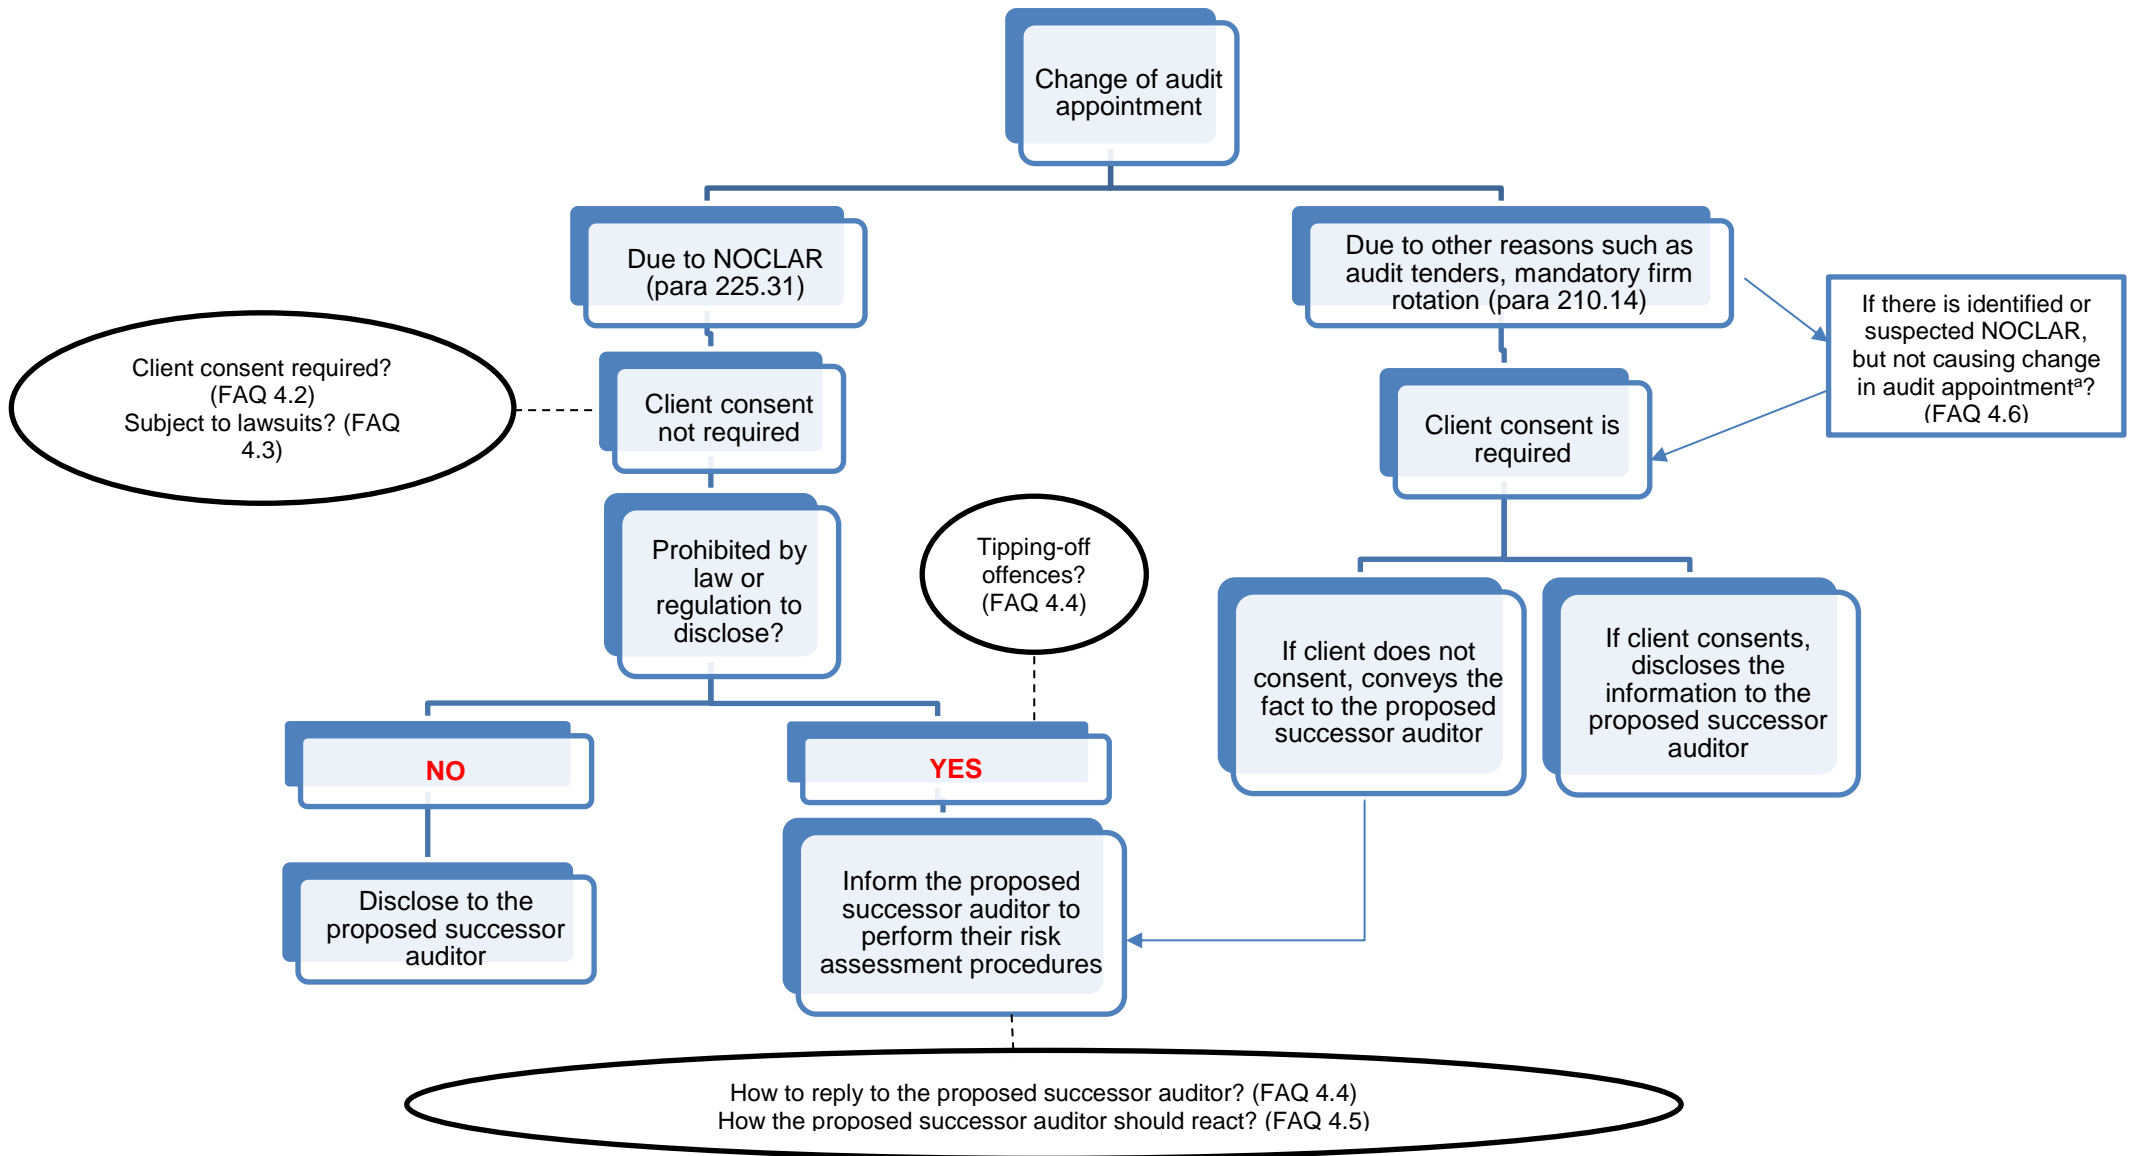 Change of audit
appointment
Due to NOCLAR
(para 225.31)
Due to other reasons such as
audit tenders, mandatory firm
rotation (para 210.14)
If there is identified or
suspected NOCLAR,
but not causing change
in audit appointmentᵃ?
(FAQ 4.6)
Client consent required?
(FAQ 4.2)
Subject to lawsuits? (FAQ
4.3)
Client consent
not required
Client consent is
required
Prohibited by
law or
regulation to
disclose?
Tipping-off
offences?
(FAQ 4.4)
If client does not
consent, conveys the
fact to the proposed
successor auditor
If client consents,
discloses the
information to the
proposed successor
auditor
NO
YES
Disclose to the
proposed successor
auditor
Inform the proposed
successor auditor to
perform their risk
assessment procedures
How to reply to the proposed successor auditor? (FAQ 4.4)
How the proposed successor auditor should react? (FAQ 4.5)